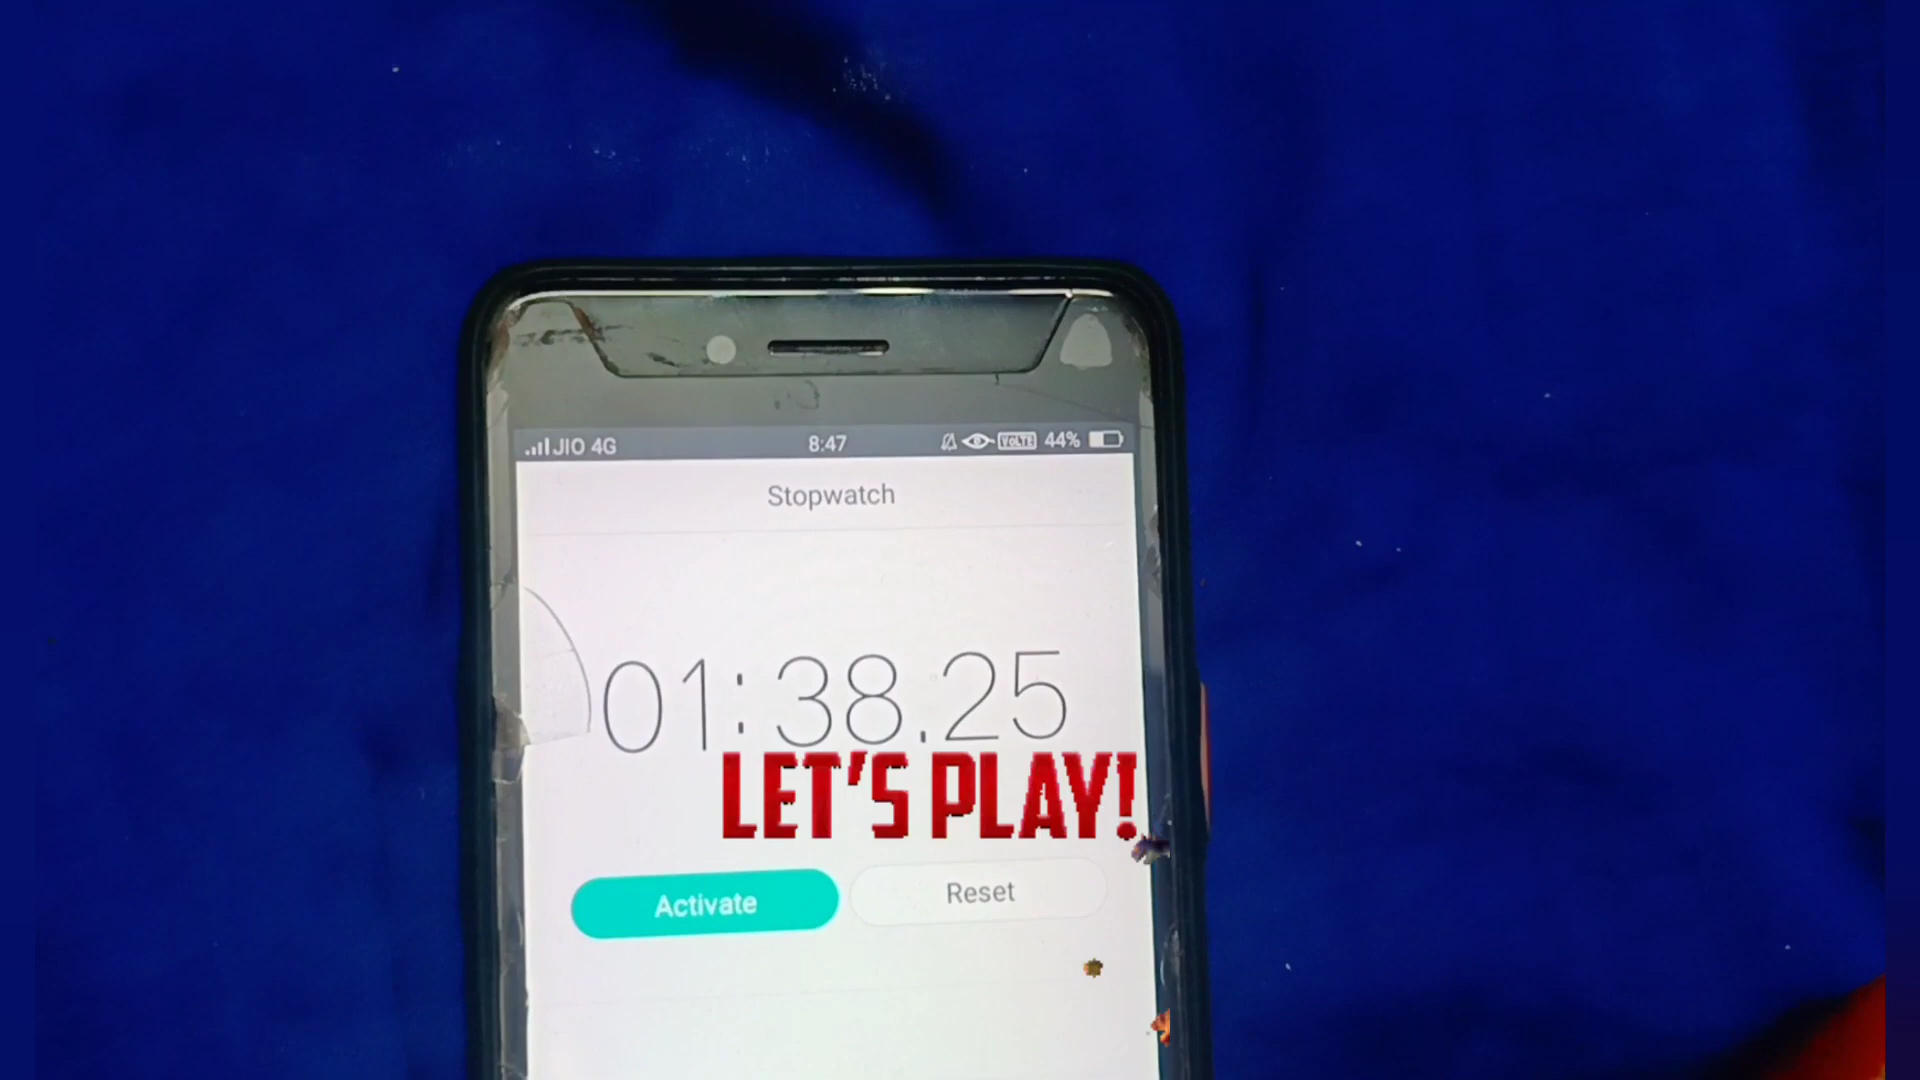 JIO 4G 8:47 VoLTE 44%
Stopwatch
01:38.25
LET'S PLAY!
Activate Reset